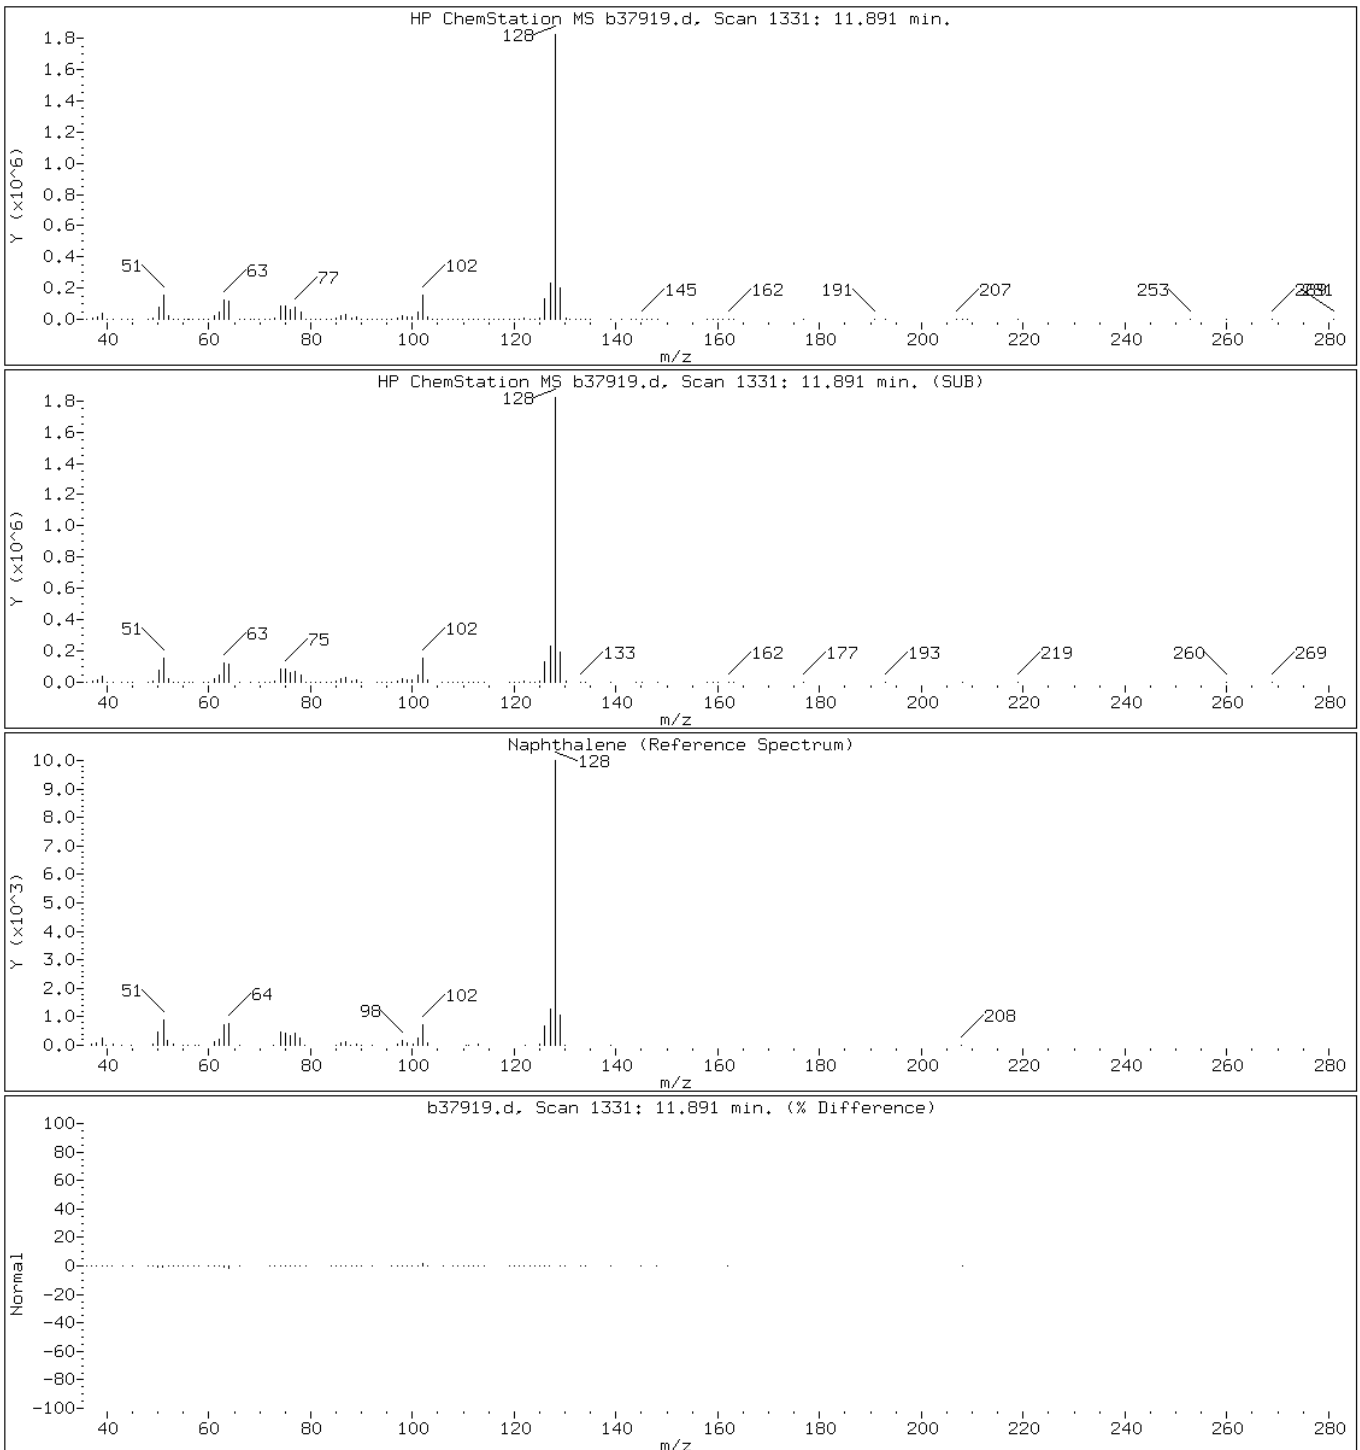 HP ChemStation MS b37919.d, Scan 1331: 11.891 min.
128
1.8
1.6
1.4
1.2
1.0
0.8
0.6
0.4
0.2
0.0
Y (x10^6)
51 63 77 102 145 162 191 207 253 281
40 60 80 100 120 140 160 180 200 220 240 260 280
m/z
HP ChemStation MS b37919.d, Scan 1331: 11.891 min. (SUB)
128
1.8
1.6
1.4
1.2
1.0
0.8
0.6
0.4
0.2
0.0
Y (x10^6)
51 63 75 102 133 162 177 193 219 260 269
40 60 80 100 120 140 160 180 200 220 240 260 280
m/z
Naphthalene (Reference Spectrum)
128
10.0
9.0
8.0
7.0
6.0
5.0
4.0
3.0
2.0
1.0
0.0
Y (x10^3)
51 64 98 102 208
40 60 80 100 120 140 160 180 200 220 240 260 280
m/z
b37919.d, Scan 1331: 11.891 min. (% Difference)
100
80
60
40
20
0
-20
-40
-60
-80
-100
Normal
40 60 80 100 120 140 160 180 200 220 240 260 280
m/z